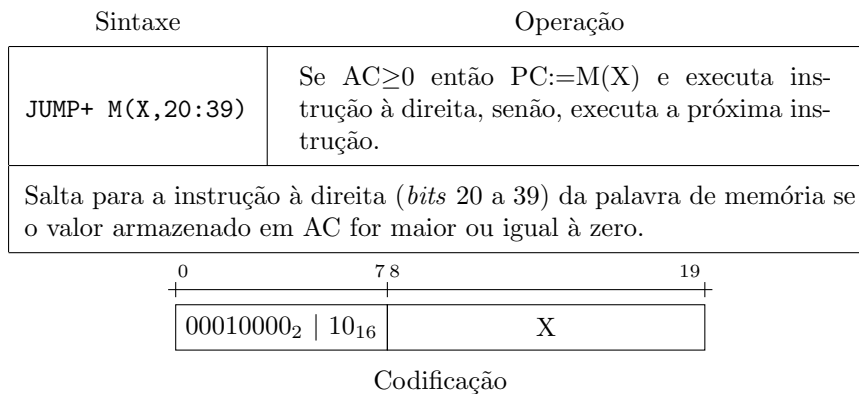 Sintaxe Operação
Se AC≥0 então PC:=M(X) e executa ins-
JUMP+ M(X,20:39) trução à direita, senão, executa a próxima ins-
trução.
Salta para a instrução à direita (bits 20 a 39) da palavra de memória se
o valor armazenado em AC for maior ou igual à zero.
0 7 8 19
00010000₂ | 10₁₆ X
Codificação